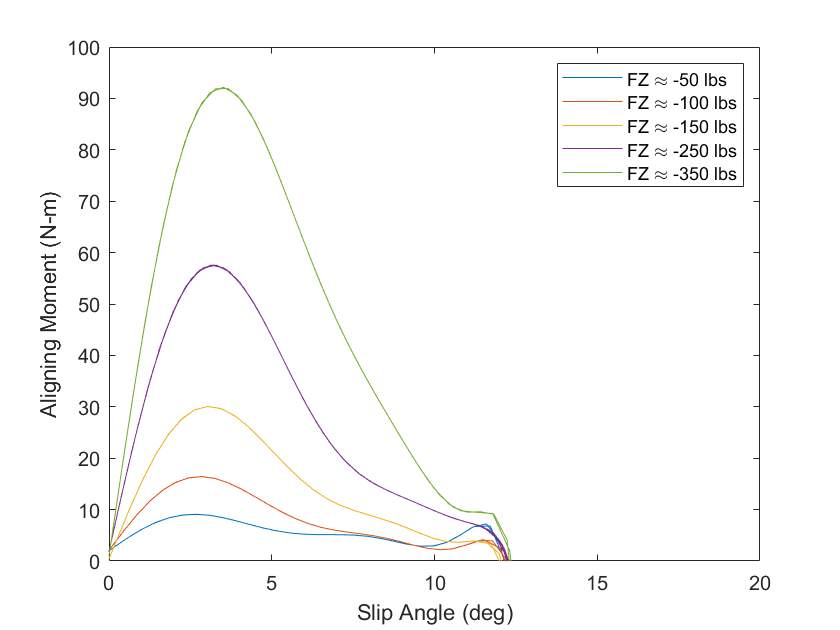 100
90
80
70
60
50
40
30
20
10
0
Aligning Moment (N-m)
0 5 10 15 20
Slip Angle (deg)
FZ ≈ -50 lbs
FZ ≈ -100 lbs
FZ ≈ -150 lbs
FZ ≈ -250 lbs
FZ ≈ -350 lbs